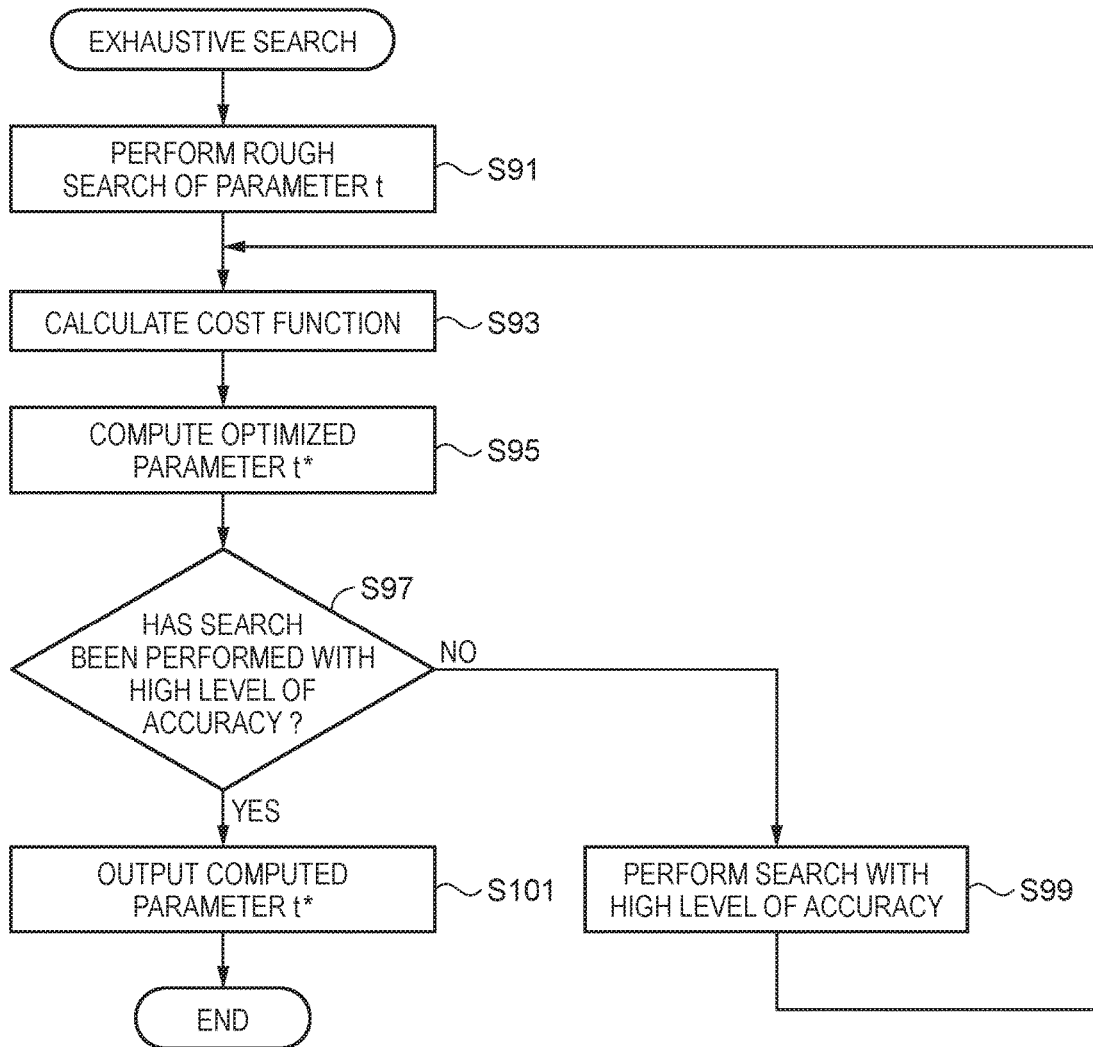 EXHAUSTIVE SEARCH
PERFORM ROUGH
SEARCH OF PARAMETER t
S91
CALCULATE COST FUNCTION
S93
COMPUTE OPTIMIZED
PARAMETER t*
S95
S97
HAS SEARCH
BEEN PERFORMED WITH
HIGH LEVEL OF
ACCURACY ?
NO
YES
OUTPUT COMPUTED
PARAMETER t*
S101
PERFORM SEARCH WITH
HIGH LEVEL OF ACCURACY
S99
END